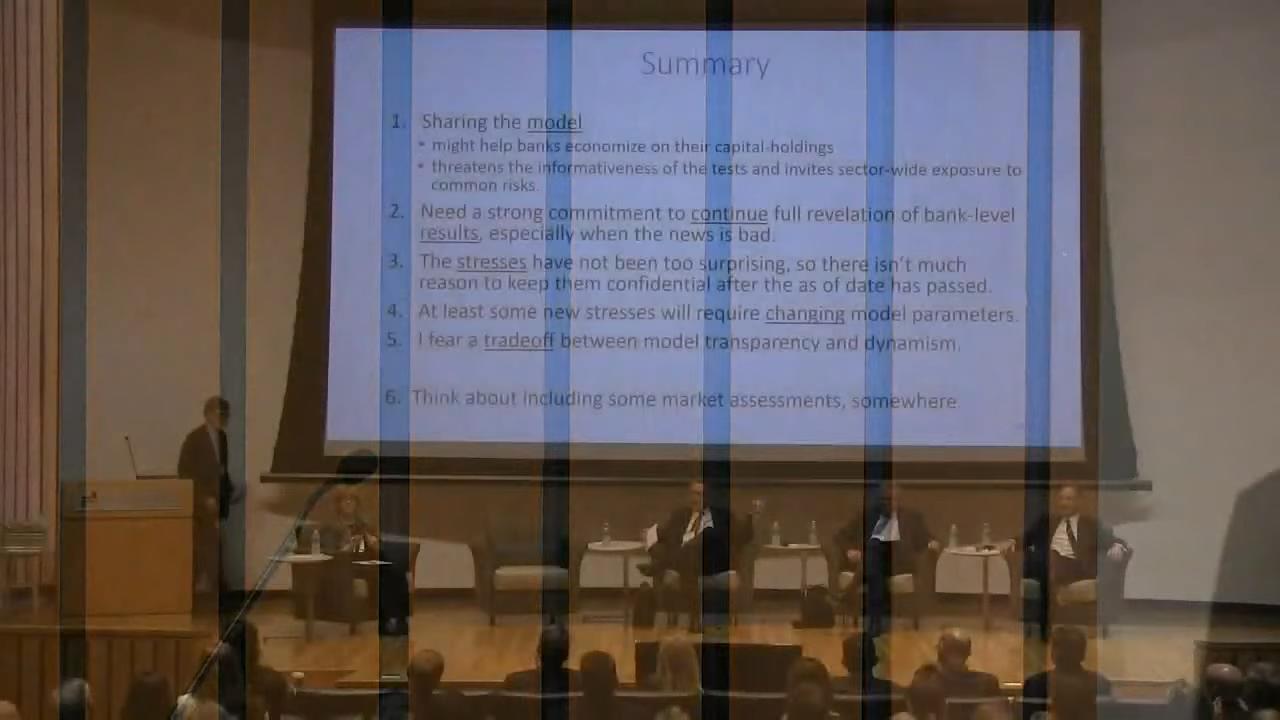 Summary
1. Sharing the model
• might help banks economize on their capital-holdings
• threatens the informativeness of the tests and invites sector-wide exposure to
common risks.
2. Need a strong commitment to continue full revelation of bank-level
results, especially when the news is bad.
3. The stresses have not been too surprising, so there isn't much
reason to keep them confidential after the as of date has passed.
4. At least some new stresses will require changing model parameters.
5. I fear a tradeoff between model transparency and dynamism.
6. Think about including some market assessments, somewhere.